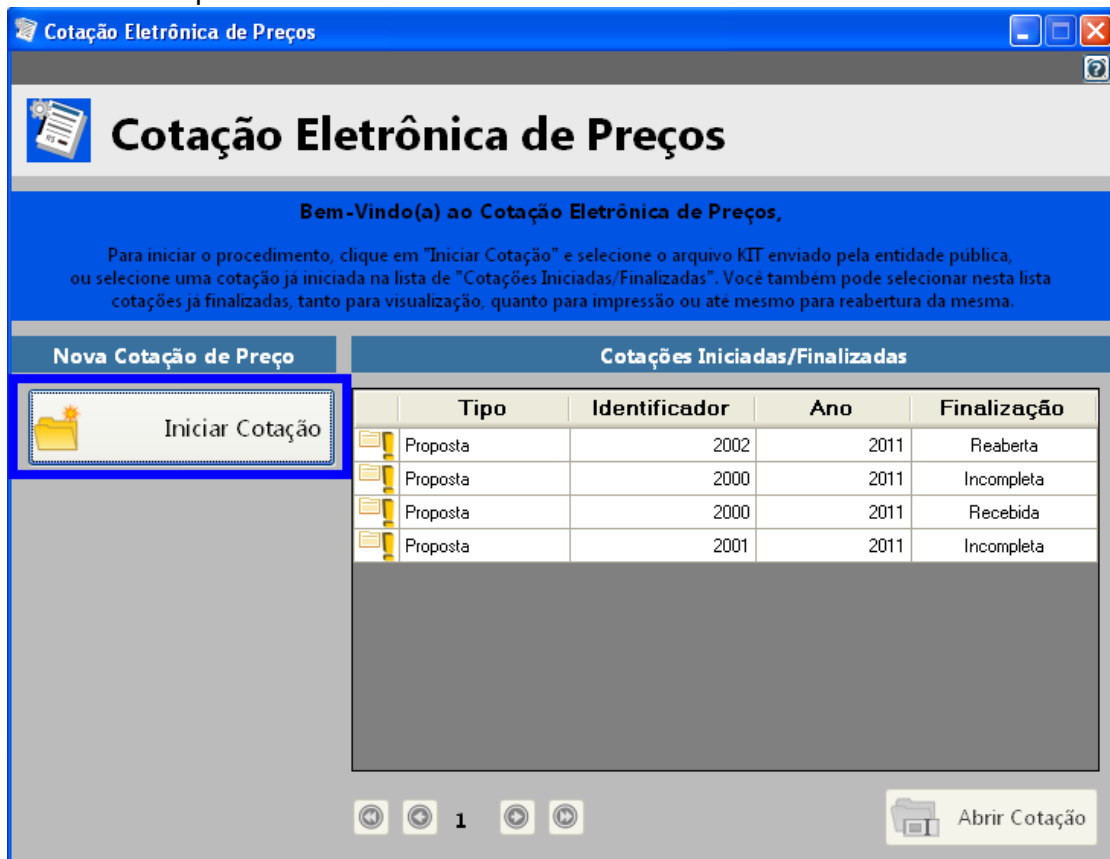 Cotação Eletrônica de Preços
Cotação Eletrônica de Preços
Bem-Vindo(a) ao Cotação Eletrônica de Preços,
Para iniciar o procedimento, clique em "Iniciar Cotação" e selecione o arquivo KIT enviado pela entidade pública,
ou selecione uma cotação já iniciada na lista de "Cotações Iniciadas/Finalizadas". Você também pode selecionar nesta lista
cotações já finalizadas, tanto para visualização, quanto para impressão ou até mesmo para reabertura da mesma.
Nova Cotação de Preço
Cotações Iniciadas/Finalizadas
Iniciar Cotação
Tipo Identificador Ano Finalização
Proposta 2002 2011 Reaberta
Proposta 2000 2011 Incompleta
Proposta 2000 2011 Recebida
Proposta 2001 2011 Incompleta
1
Abrir Cotação